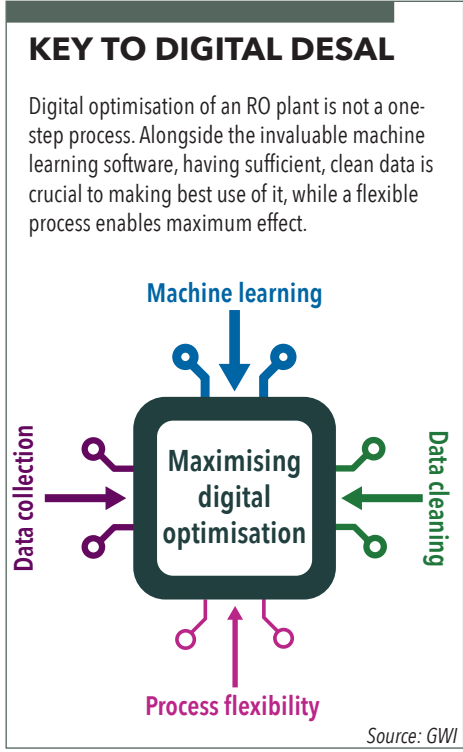 KEY TO DIGITAL DESAL
Digital optimisation of an RO plant is not a one-
step process. Alongside the invaluable machine
learning software, having sufficient, clean data is
crucial to making best use of it, while a flexible
process enables maximum effect.
Machine learning
Data collection
Maximising
digital
optimisation
Data cleaning
Process flexibility
Source: GWI